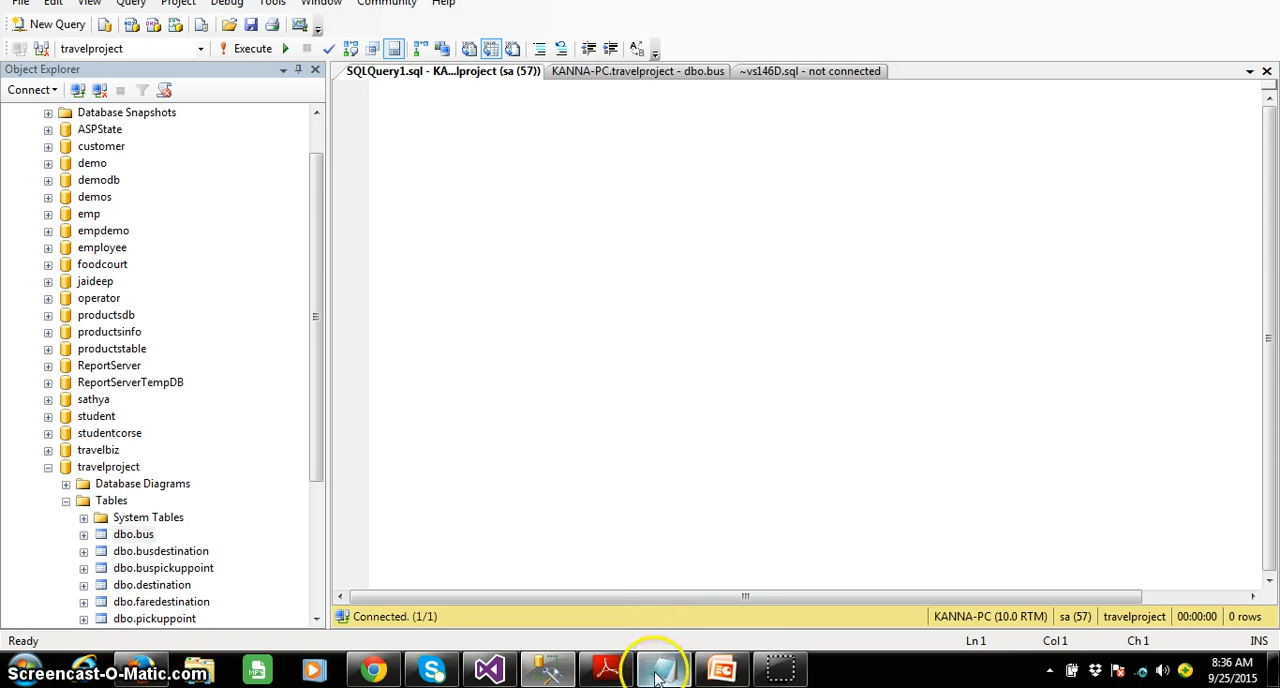 File Edit View Query Project Debug Tools Window Community Help
New Query
travelproject Execute
Object Explorer
SQLQuery1.sql - KA...lproject (sa (57)) KANNA-PC.travelproject - dbo.bus ~vs146D.sql - not connected
Connect
Database Snapshots
ASPState
customer
demo
demodb
demos
emp
empdemo
employee
foodcourt
jaideep
operator
productsdb
productsinfo
productstable
ReportServer
ReportServerTempDB
sathya
student
studentcorse
travelbiz
travelproject
Database Diagrams
Tables
System Tables
dbo.bus
dbo.busdestination
dbo.buspickuppoint
dbo.destination
dbo.faredestination
dbo.pickuppoint
Connected. (1/1) KANNA-PC (10.0 RTM) sa (57) travelproject 00:00:00 0 rows
Ready Ln 1 Col 1 Ch 1 INS
Screencast-O-Matic.com
8:36 AM
9/25/2015